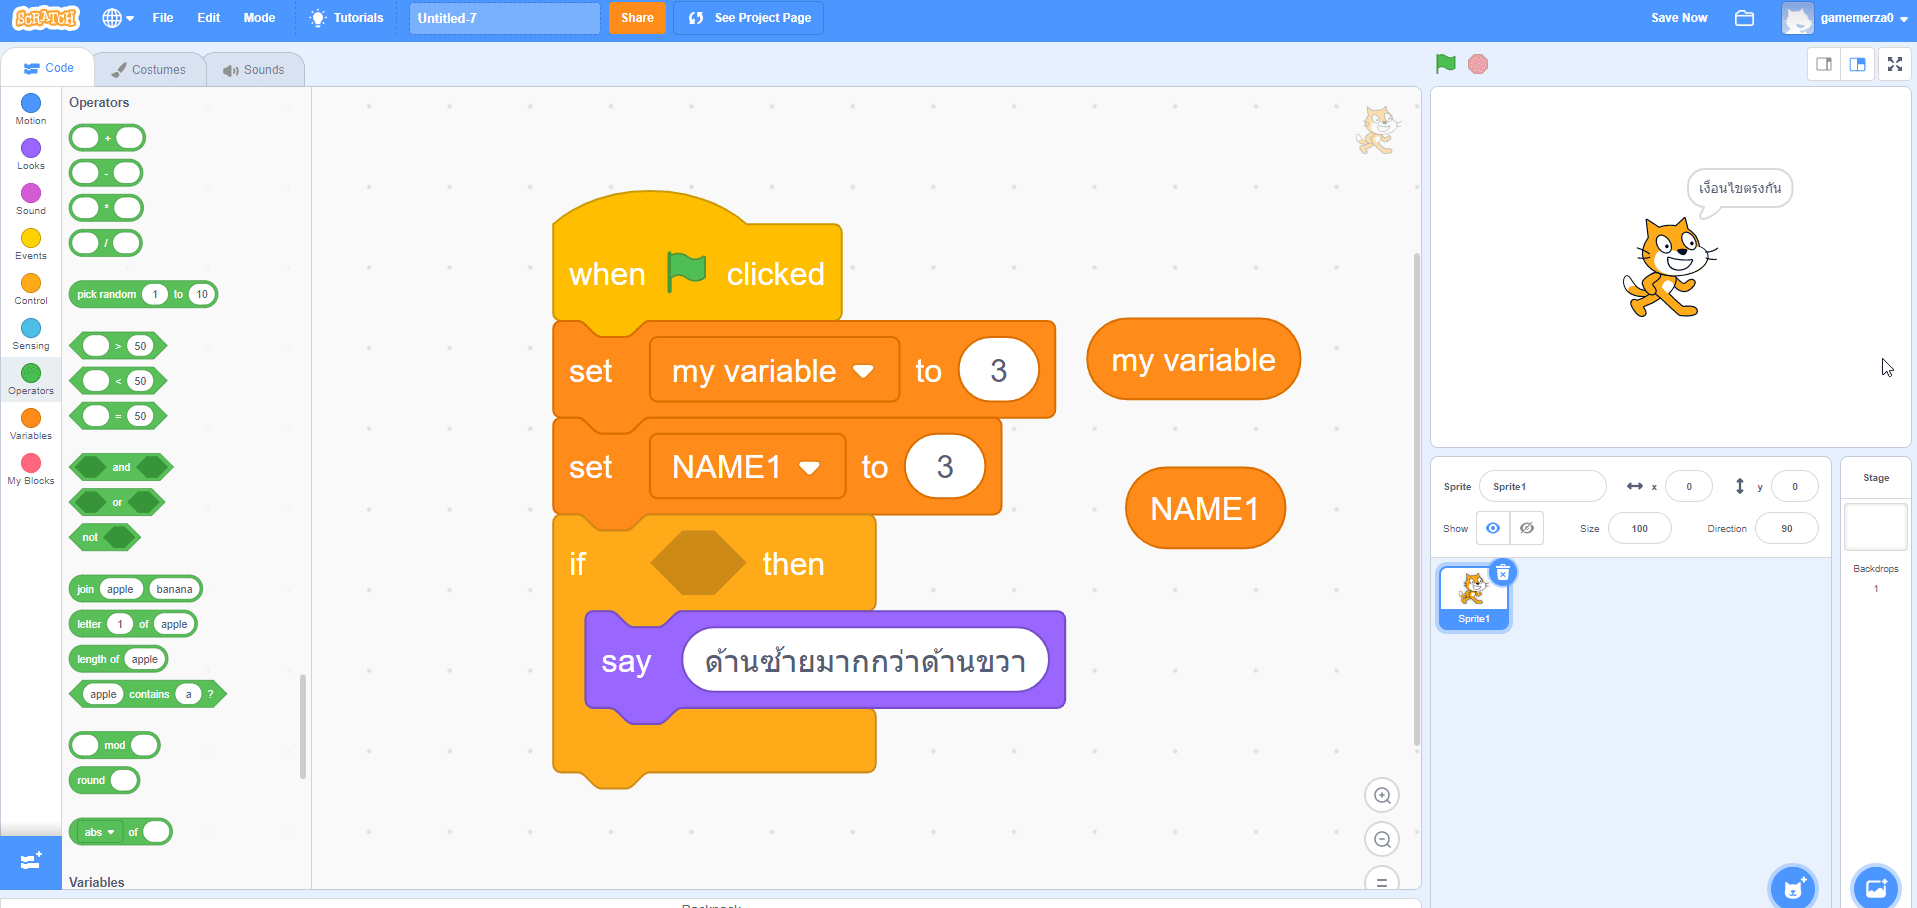 SCRATCH
File
Edit
Mode
Tutorials
Untitled-7
Share
See Project Page
Save Now
gamemerza0
Code
Costumes
Sounds
Motion
Looks
Sound
Events
Control
Sensing
Operators
Variables
My Blocks
Operators
+
-
*
/
pick random 1 to 10
> 50
< 50
= 50
and
or
not
join apple banana
letter 1 of apple
length of apple
apple contains a ?
mod
round
abs of
Variables
when clicked
set my variable to 3
set NAME1 to 3
if then
say ด้านซ้ายมากกว่าด้านขวา
my variable
NAME1
เงื่อนไขตรงกัน
Sprite Sprite1 x 0 y 0
Show Size 100 Direction 90
Sprite1
Stage
Backdrops
1
Backpack